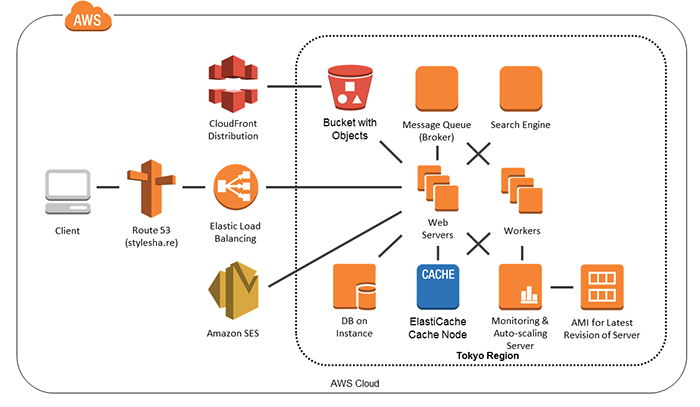 AWS
CloudFront
Distribution
Bucket with
Objects
Message Queue
(Broker)
Search Engine
Client
Route 53
(stylesha.re)
Elastic Load
Balancing
Web
Servers
Workers
Amazon SES
DB on
Instance
CACHE
ElastiCache
Cache Node
Monitoring &
Auto-scaling
Server
AMI for Latest
Revision of Server
Tokyo Region
AWS Cloud